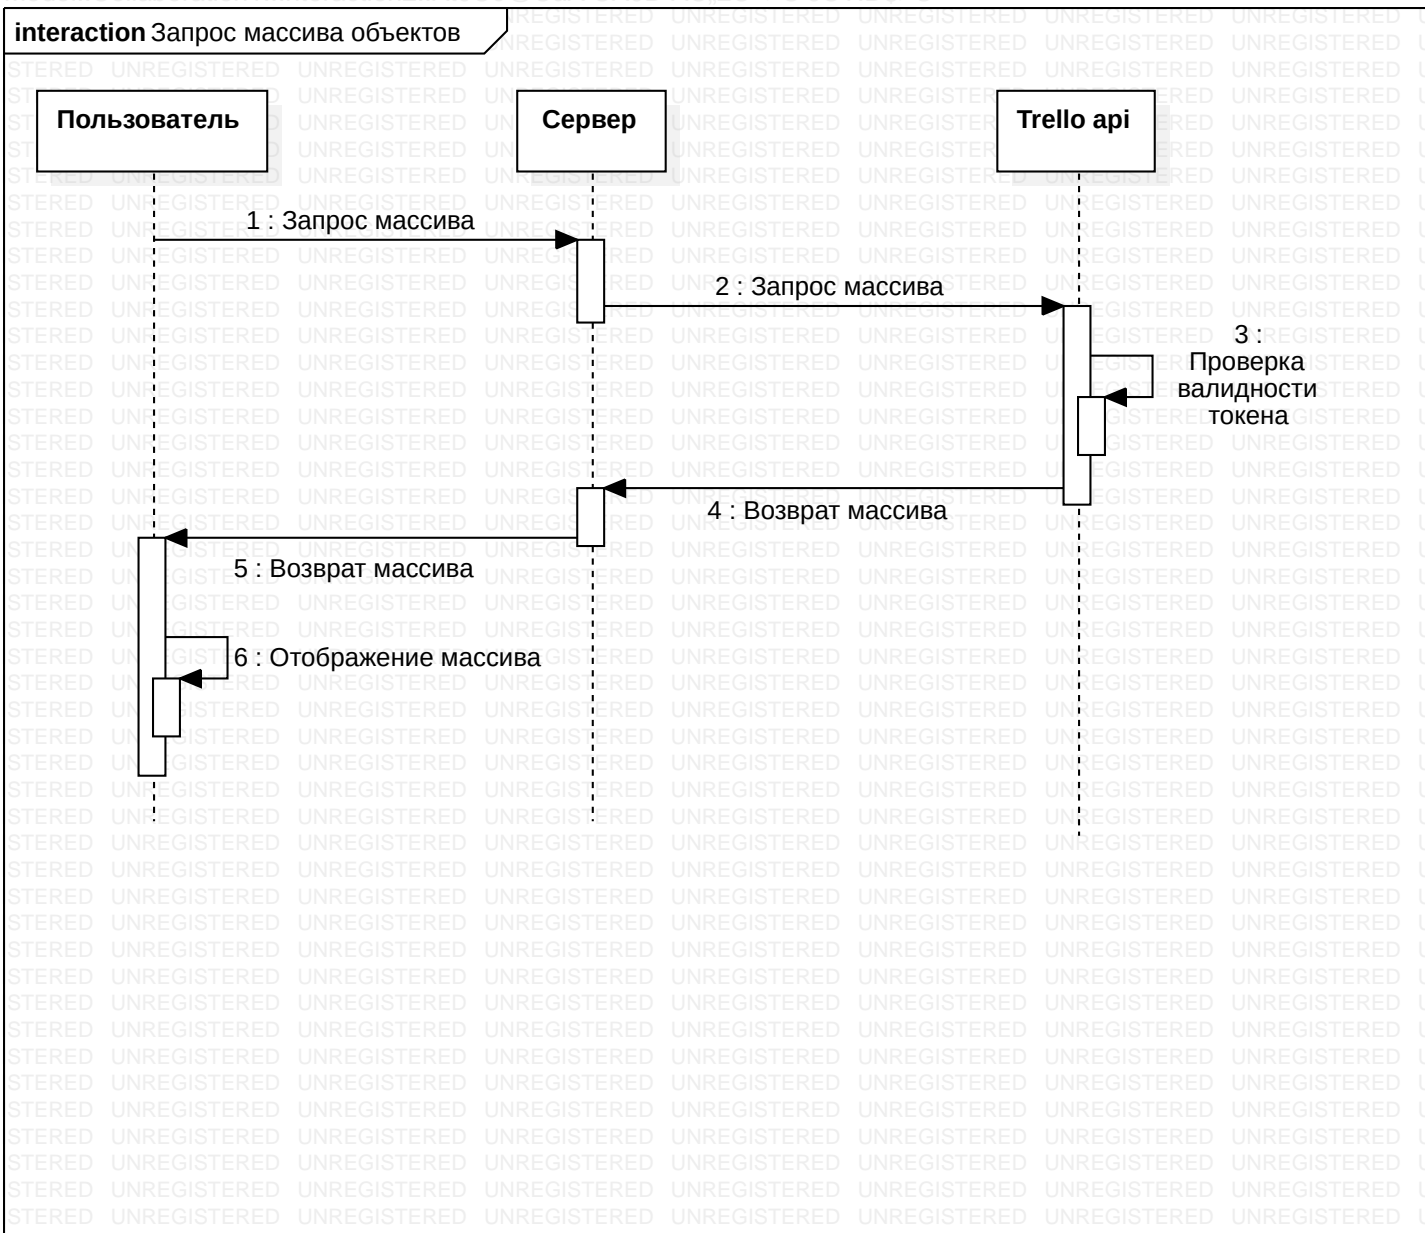 interaction Запрос массива объектов
Пользователь
Сервер
Trello api
1 : Запрос массива
2 : Запрос массива
3 :
Проверка
валидности
токена
4 : Возврат массива
5 : Возврат массива
6 : Отображение массива
UNREGISTERED